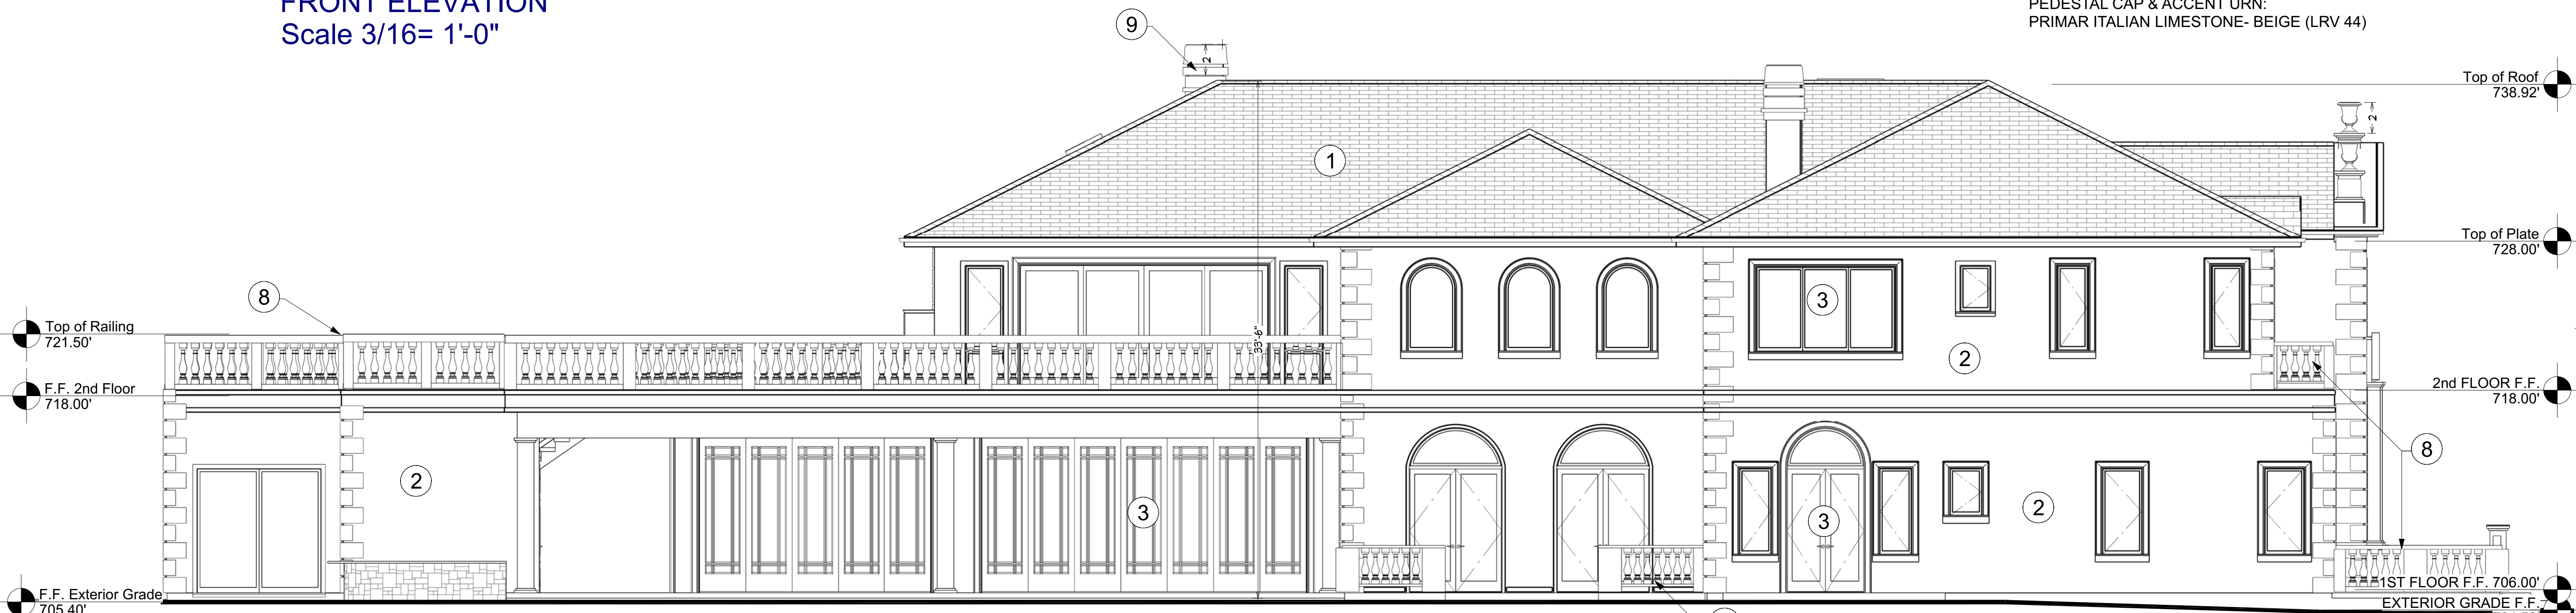 FRONT ELEVATION
Scale 3/16= 1'-0"
PEDESTAL CAP & ACCENT URN:
PRIMAR ITALIAN LIMESTONE- BEIGE (LRV 44)
9
2
Top of Roof
738.92'
2
1
Top of Plate
728.00'
8
3
Top of Railing
721.50'
33'-6"
2
F.F. 2nd Floor
718.00'
2nd FLOOR F.F.
718.00'
8
2
3
3
2
F.F. Exterior Grade
705.40'
1ST FLOOR F.F. 706.00'
EXTERIOR GRADE F.F.